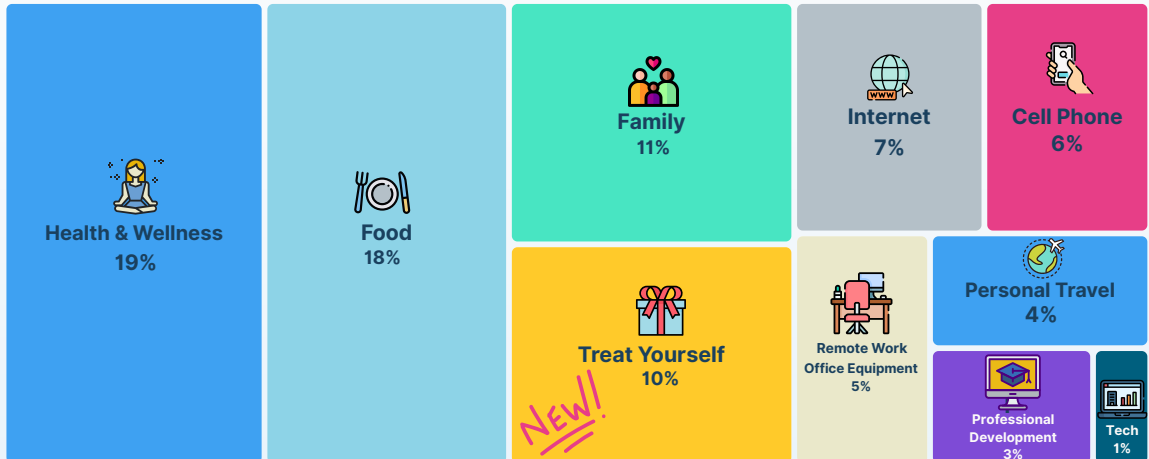 Health & Wellness
19%
Food
18%
Family
11%
Treat Yourself
10%
NEW!
Internet
7%
WWW
Cell Phone
6%
Remote Work
Office Equipment
5%
Personal Travel
4%
Professional
Development
3%
Tech
1%